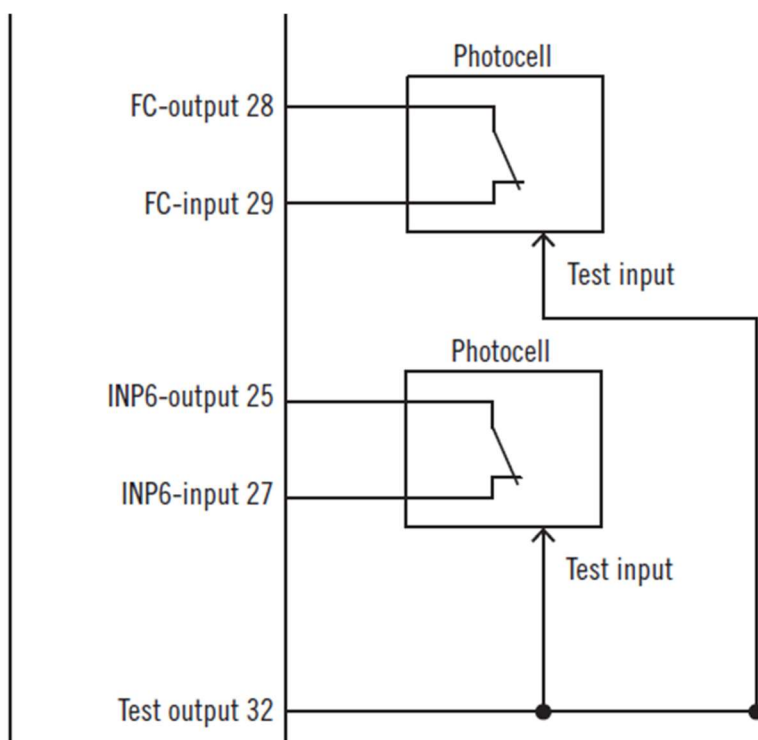 Photocell
FC-output 28
FC-input 29
Test input
Photocell
INP6-output 25
INP6-input 27
Test input
Test output 32